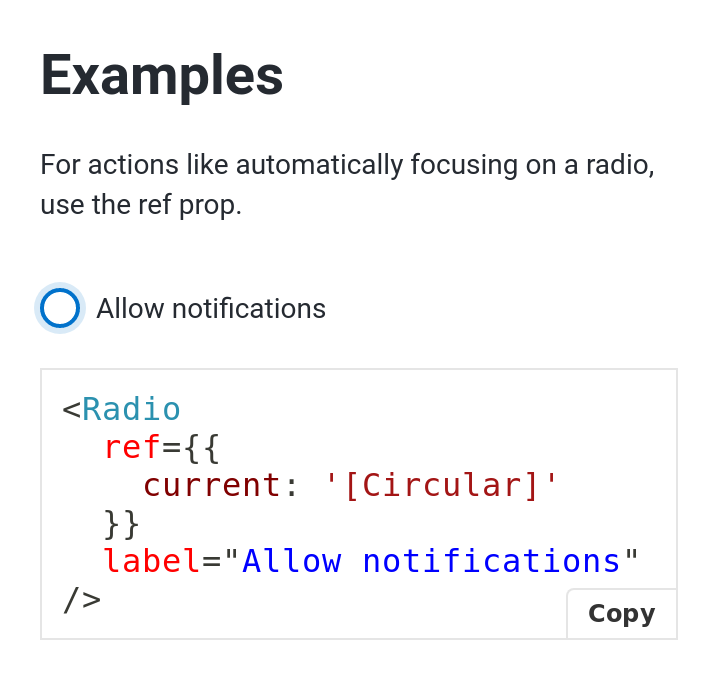 Examples
For actions like automatically focusing on a radio,
use the ref prop.
Allow notifications
<Radio
  ref={{
    current: '[Circular]'
  }}
  label="Allow notifications"
/>
Copy